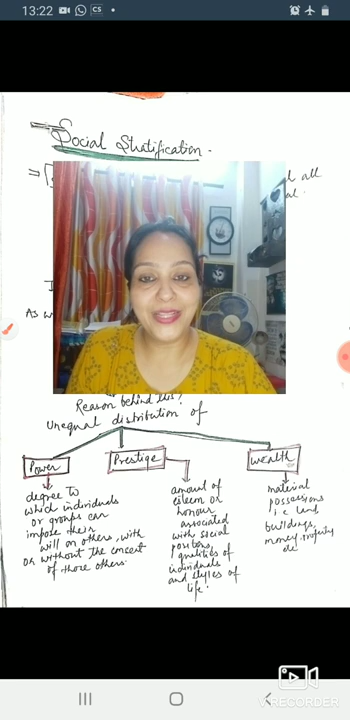 13:22
CS
Social Stratification.
all
As w
Reason behind this?
Unequal distribution of
Power
Prestige
Wealth
degree to
which individuals
or groups can
impose their
will on others, with
or without the consent
of those others.
amount of
esteem or
honour
associated
with social
positions,
qualities of
individuals
and styles of
life.
material
possessions
i.e land,
buildings,
money, property
etc.
VRECORDER